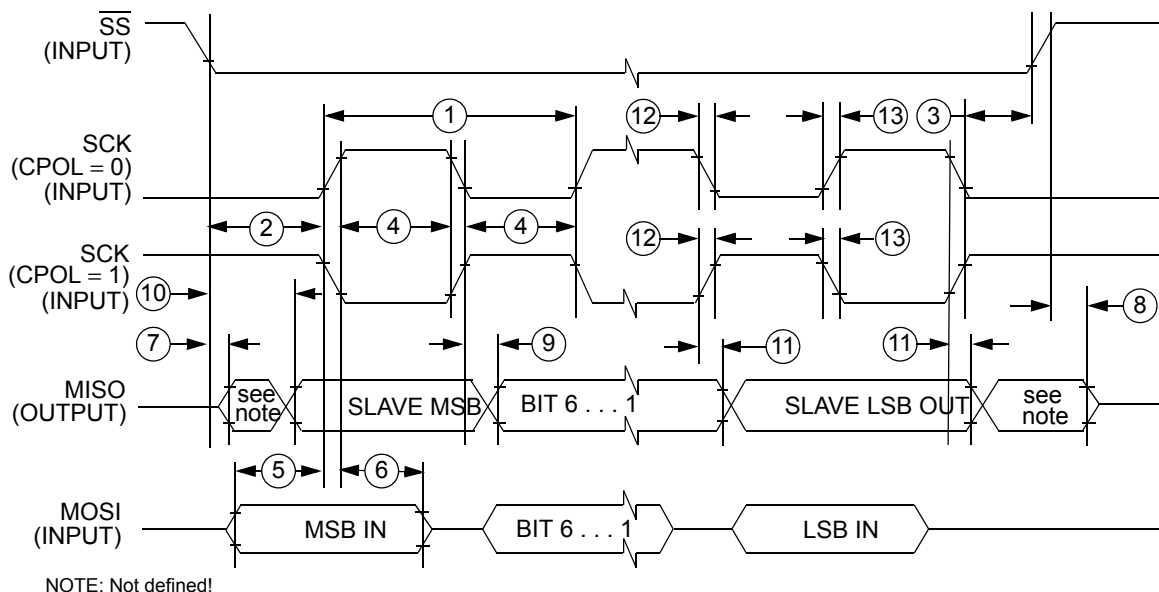 SS
(INPUT)
1
12
13
3
SCK
(CPOL = 0)
(INPUT)
2
4
4
12
13
SCK
(CPOL = 1)
(INPUT)
10
8
7
9
11
11
MISO
(OUTPUT)
see
note
SLAVE MSB
BIT 6 . . . 1
SLAVE LSB OUT
see
note
5
6
MOSI
(INPUT)
MSB IN
BIT 6 . . . 1
LSB IN
NOTE: Not defined!